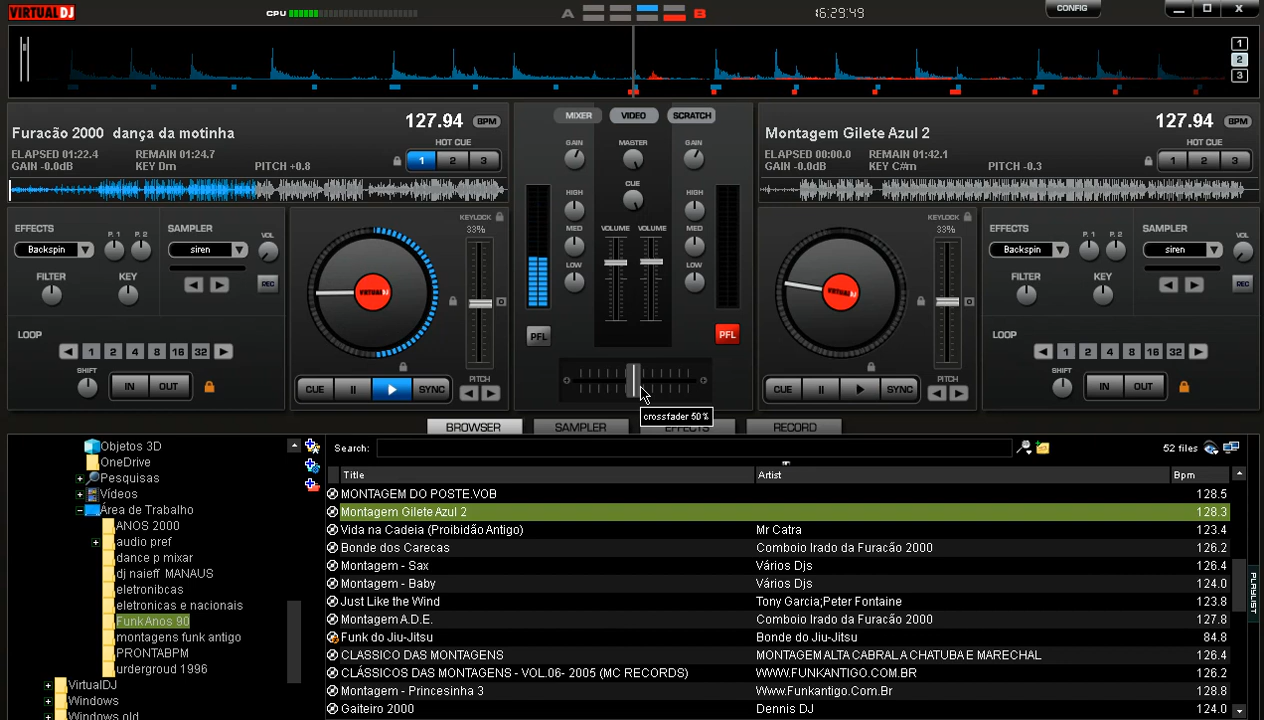 VIRTUALDJ
CPU
A
B
16:29:49
CONFIG
1
2
3
Furacão 2000 dança da motinha
127.94 BPM
ELAPSED 01:22.4 REMAIN 01:24.7
GAIN -0.0dB KEY Dm PITCH +0.8
HOT CUE
1 2 3
MIXER VIDEO SCRATCH
GAIN MASTER GAIN
HIGH CUE HIGH
MED VOLUME VOLUME MED
LOW LOW
PFL PFL
crossfader 50%
Montagem Gilete Azul 2
127.94 BPM
ELAPSED 00:00.0 REMAIN 01:42.1
GAIN -0.0dB KEY C#m PITCH -0.3
HOT CUE
1 2 3
EFFECTS P. 1 P. 2 SAMPLER VOL
Backspin siren
FILTER KEY REC
LOOP
1 2 4 8 16 32
SHIFT IN OUT
KEYLOCK
33%
VIRTUALDJ
CUE SYNC PITCH
KEYLOCK
33%
VIRTUALDJ
CUE SYNC PITCH
EFFECTS P. 1 P. 2 SAMPLER VOL
Backspin siren
FILTER KEY REC
LOOP
1 2 4 8 16 32
SHIFT IN OUT
BROWSER SAMPLER EFFECTS RECORD
Objetos 3D
OneDrive
Pesquisas
Vídeos
Área de Trabalho
ANOS 2000
audio pref
dance p mixar
dj naieff MANAUS
eletronibcas
eletronicas e nacionais
FunkAnos 90
montagens funk antigo
PRONTABPM
urdergroud 1996
VirtualDJ
Windows
Windows old
Search: 52 files
Title Artist Bpm
MONTAGEM DO POSTE.VOB 128.5
Montagem Gilete Azul 2 128.3
Vida na Cadeia (Proibidão Antigo) Mr Catra 123.4
Bonde dos Carecas Comboio Irado da Furacão 2000 126.2
Montagem - Sax Vários Djs 126.4
Montagem - Baby Vários Djs 124.0
Just Like the Wind Tony Garcia;Peter Fontaine 123.8
Montagem A.D.E. Comboio Irado da Furacão 2000 127.8
Funk do Jiu-Jitsu Bonde do Jiu-Jitsu 84.8
CLASSICO DAS MONTAGENS MONTAGEM ALTA CABRAL A CHATUBA E MARECHAL 126.4
CLÁSSICOS DAS MONTAGENS - VOL.06- 2005 (MC RECORDS) WWW.FUNKANTIGO.COM.BR 126.2
Montagem - Princesinha 3 Www.Funkantigo.Com.Br 128.8
Gaiteiro 2000 Dennis DJ 124.0
PLAYLIST